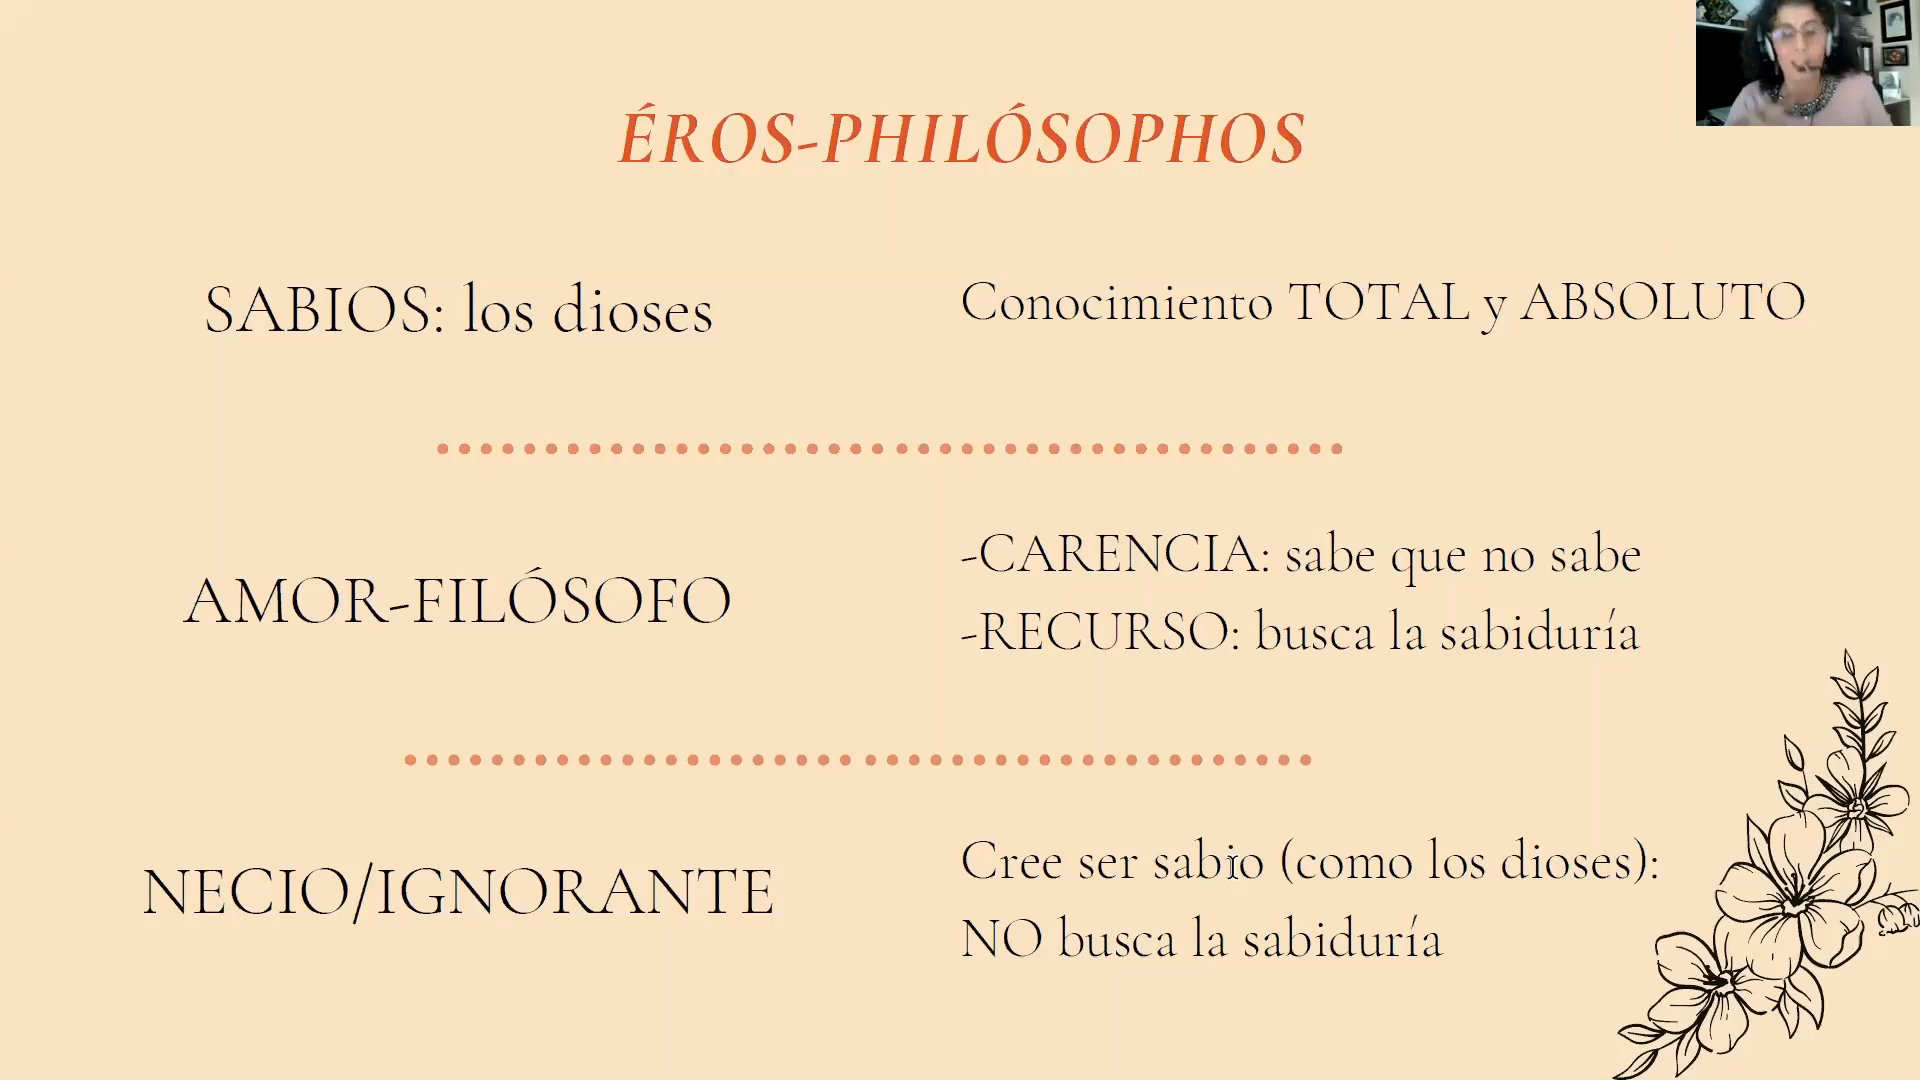 ÉROS-PHILÓSOPHOS
SABIOS: los dioses
Conocimiento TOTAL y ABSOLUTO
AMOR-FILÓSOFO
-CARENCIA: sabe que no sabe
-RECURSO: busca la sabiduría
NECIO/IGNORANTE
Cree ser sabio (como los dioses):
NO busca la sabiduría